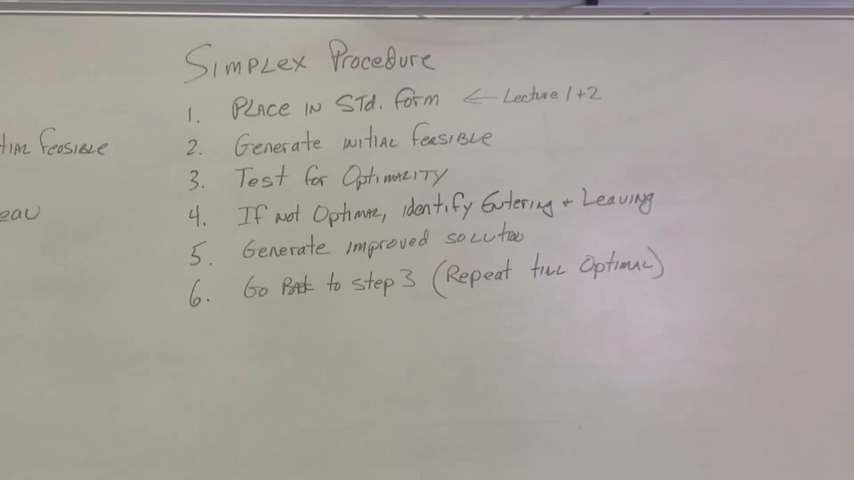 Simplex Procedure
1. Place in Std. form ← Lecture 1+2
2. Generate initial feasible
3. Test for Optimality
4. If not Optimal, identify Entering + Leaving
5. Generate improved solution
6. Go Back to step 3 (Repeat till Optimal)
tial feasible
eau